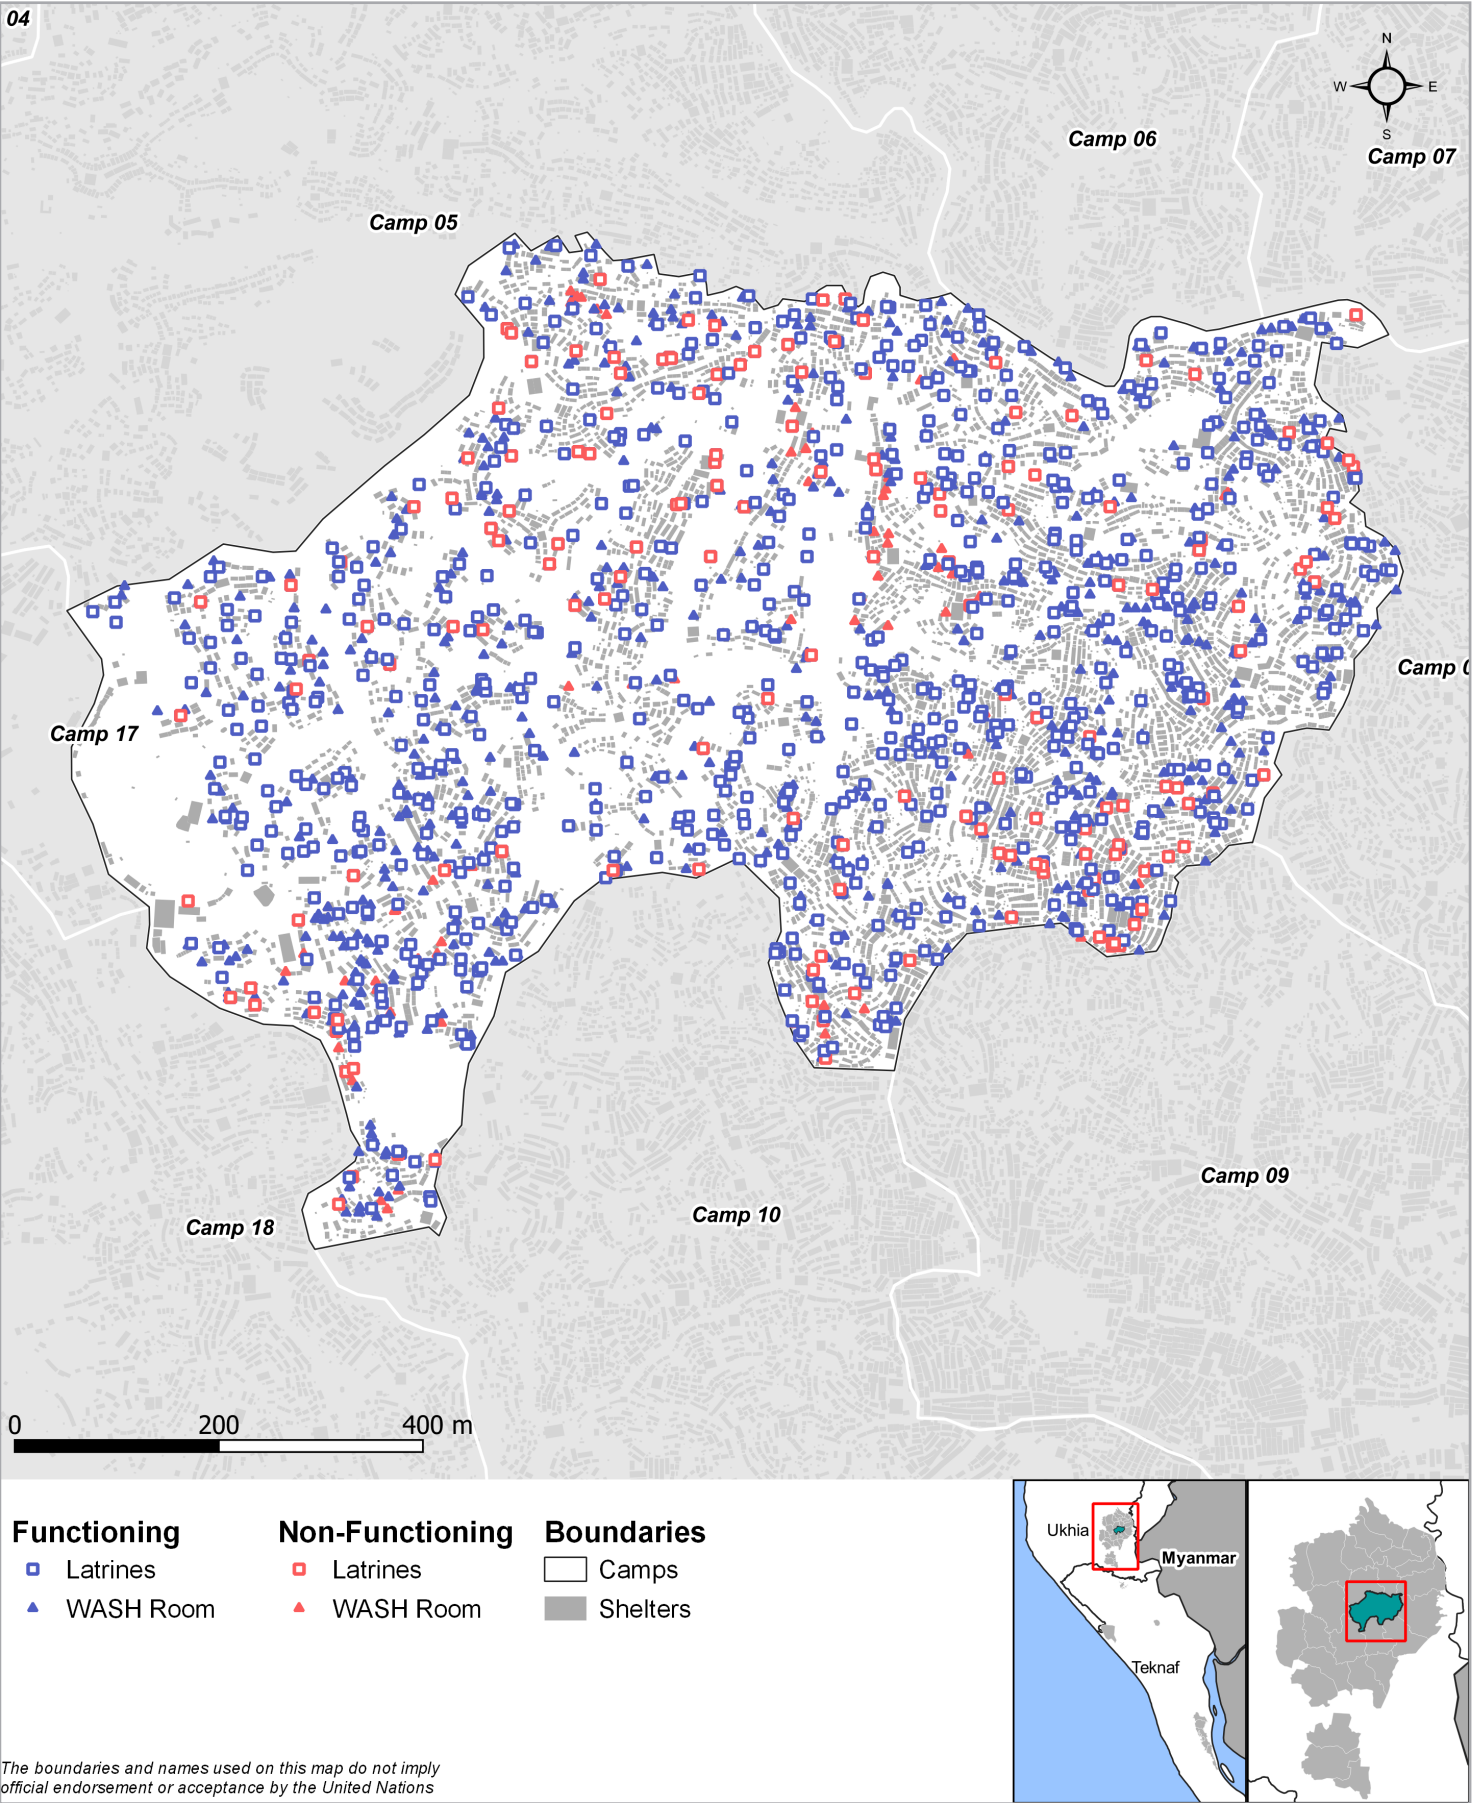 04
N
W E
S
Camp 06
Camp 07
Camp 05
Camp 0
Camp 17
Camp 09
Camp 10
Camp 18
0 200 400 m
Functioning
Latrines
WASH Room
Non-Functioning
Latrines
WASH Room
Boundaries
Camps
Shelters
Ukhia
Myanmar
Teknaf
The boundaries and names used on this map do not imply
official endorsement or acceptance by the United Nations